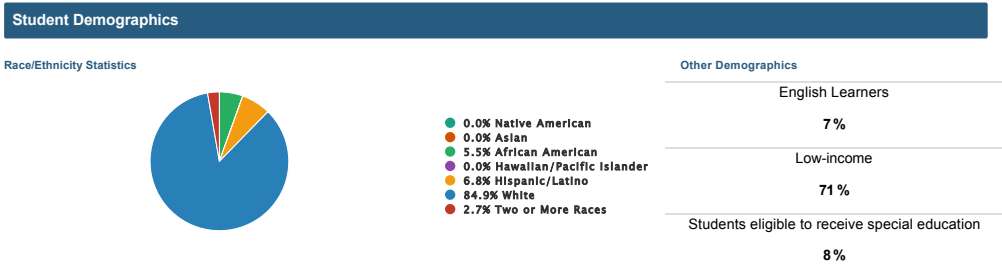 Student Demographics
Race/Ethnicity Statistics
0.0% Native American
0.0% Asian
5.5% African American
0.0% Hawaiian/Pacific Islander
6.8% Hispanic/Latino
84.9% White
2.7% Two or More Races
Other Demographics
English Learners
7%
Low-income
71%
Students eligible to receive special education
8%